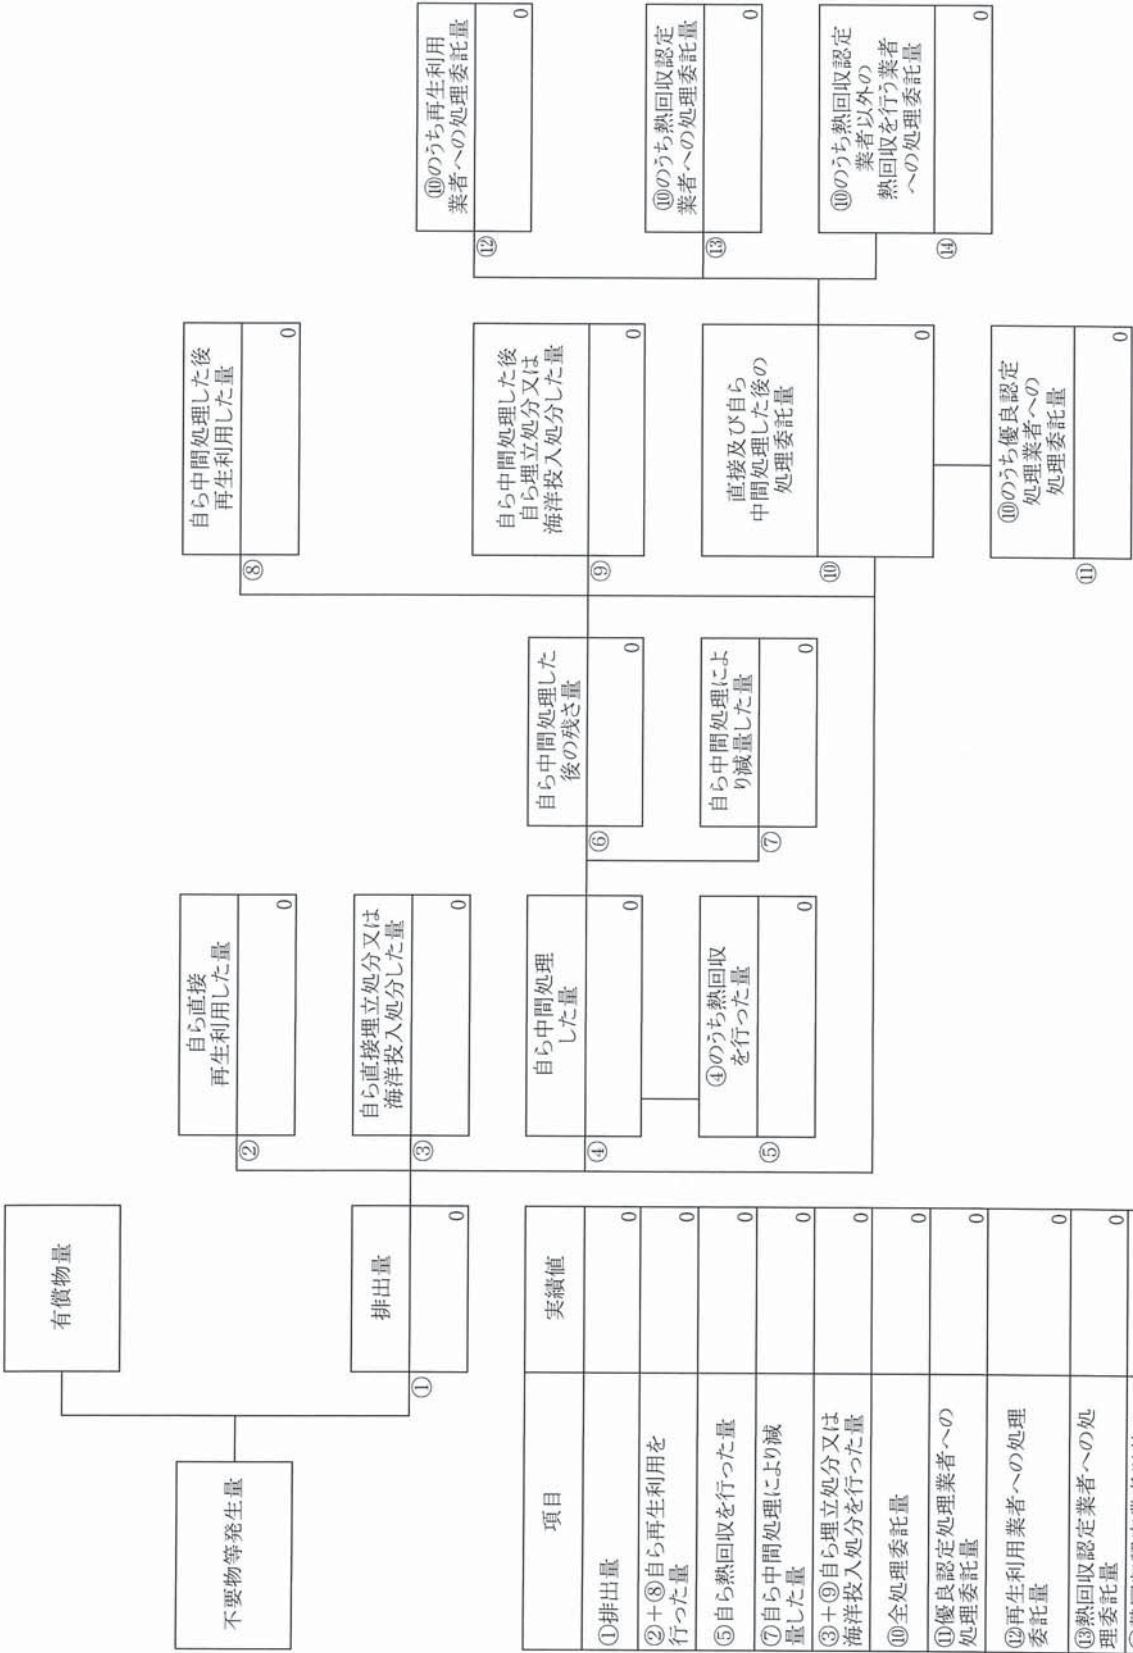 不要物等発生量
有償物量
①
排出量
0
②
自ら直接
再生利用した量
0
③
自ら直接埋立処分又は
海洋投入処分した量
0
④
自ら中間処理
した量
0
⑤
④のうち熱回収
を行った量
0
⑥
自ら中間処理した
後の残さ量
0
⑦
自ら中間処理によ
り減量した量
0
⑧
自ら中間処理した後
再生利用した量
0
⑨
自ら中間処理した後
自ら埋立処分又は
海洋投入処分した量
0
⑩
直接及び自ら
中間処理した後の
処理委託量
0
⑪
⑩のうち優良認定
処理業者への
処理委託量
0
⑫
⑩のうち再生利用
業者への処理委託量
0
⑬
⑩のうち熱回収認定
業者への処理委託量
0
⑭
⑩のうち熱回収認定
業者以外の
熱回収を行う業者
への処理委託量
0
項目 実績値
①排出量 0
②+⑧自ら再生利用を
行った量 0
⑤自ら熱回収を行った量 0
⑦自ら中間処理により減
量した量 0
③+⑨自ら埋立処分又は
海洋投入処分を行った量 0
⑩全処理委託量 0
⑪優良認定処理業者への
処理委託量 0
⑫再生利用業者への処理
委託量 0
⑬熱回収認定業者への処
理委託量 0